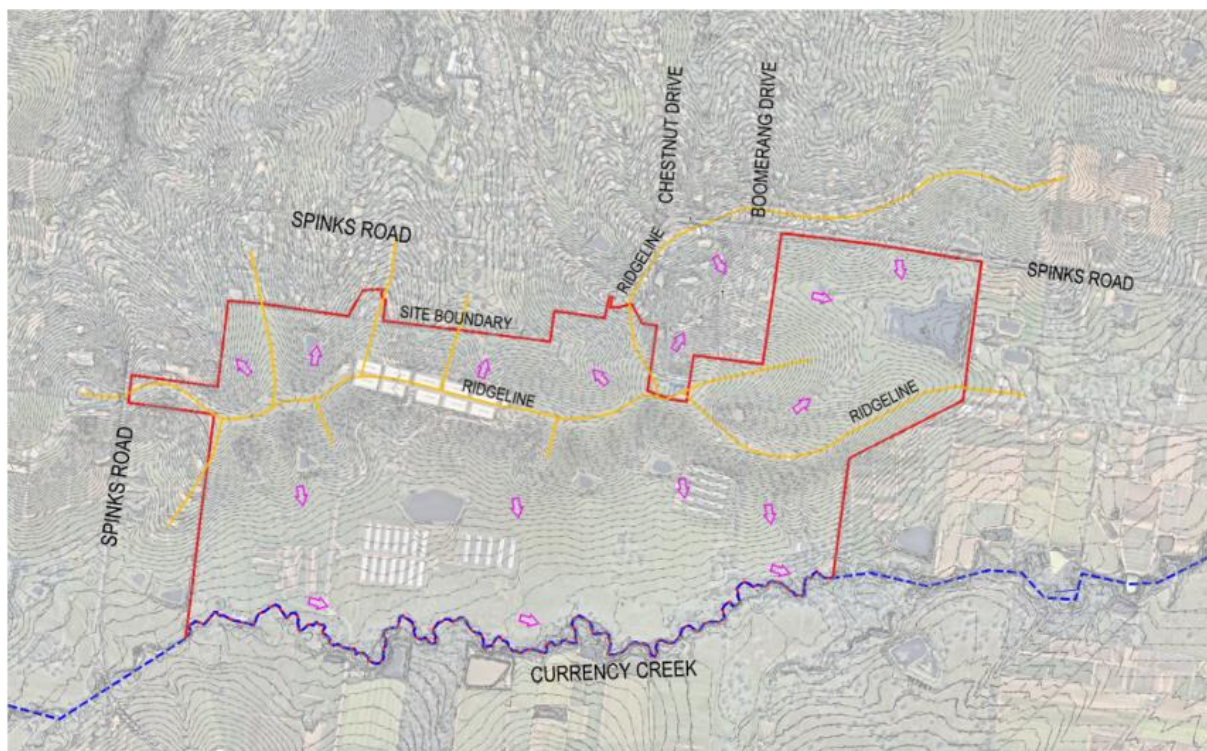 CHESTNUT DRIVE
BOOMERANG DRIVE
SPINKS ROAD
RIDGELINE
SPINKS ROAD
SITE BOUNDARY
RIDGELINE
RIDGELINE
SPINKS ROAD
CURRENCY CREEK